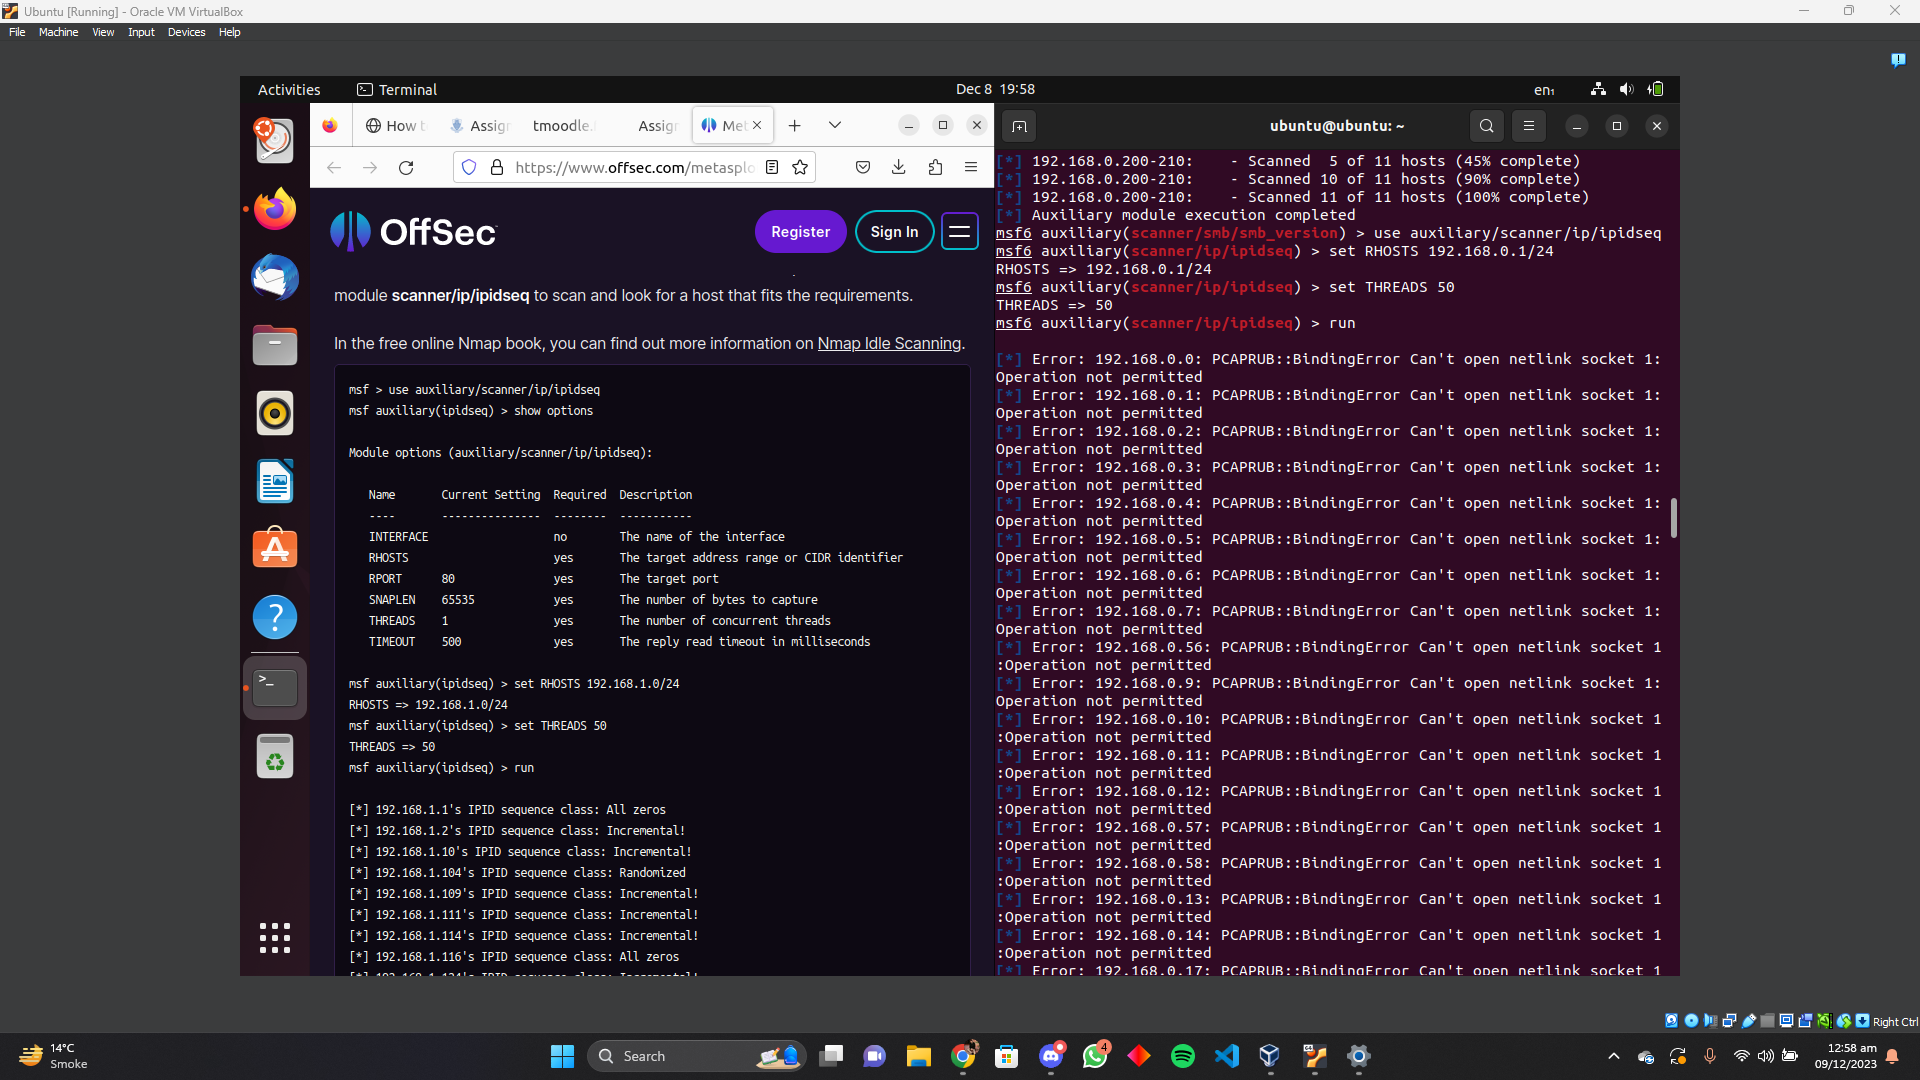 Ubuntu [Running] - Oracle VM VirtualBox
File Machine View Input Devices Help
Activities Terminal Dec 8 19:58 en₁
How t Assign tmoodle. Assign Met
https://www.offsec.com/metasplo
OffSec Register Sign In
module scanner/ip/ipidseq to scan and look for a host that fits the requirements.
In the free online Nmap book, you can find out more information on Nmap Idle Scanning.
msf > use auxiliary/scanner/ip/ipidseq
msf auxiliary(ipidseq) > show options
Module options (auxiliary/scanner/ip/ipidseq):
Name Current Setting Required Description
---- --------------- -------- -----------
INTERFACE no The name of the interface
RHOSTS yes The target address range or CIDR identifier
RPORT 80 yes The target port
SNAPLEN 65535 yes The number of bytes to capture
THREADS 1 yes The number of concurrent threads
TIMEOUT 500 yes The reply read timeout in milliseconds
msf auxiliary(ipidseq) > set RHOSTS 192.168.1.0/24
RHOSTS => 192.168.1.0/24
msf auxiliary(ipidseq) > set THREADS 50
THREADS => 50
msf auxiliary(ipidseq) > run
[*] 192.168.1.1's IPID sequence class: All zeros
[*] 192.168.1.2's IPID sequence class: Incremental!
[*] 192.168.1.10's IPID sequence class: Incremental!
[*] 192.168.1.104's IPID sequence class: Randomized
[*] 192.168.1.109's IPID sequence class: Incremental!
[*] 192.168.1.111's IPID sequence class: Incremental!
[*] 192.168.1.114's IPID sequence class: Incremental!
[*] 192.168.1.116's IPID sequence class: All zeros
ubuntu@ubuntu: ~
[*] 192.168.0.200-210: - Scanned 5 of 11 hosts (45% complete)
[*] 192.168.0.200-210: - Scanned 10 of 11 hosts (90% complete)
[*] 192.168.0.200-210: - Scanned 11 of 11 hosts (100% complete)
[*] Auxiliary module execution completed
msf6 auxiliary(scanner/smb/smb_version) > use auxiliary/scanner/ip/ipidseq
msf6 auxiliary(scanner/ip/ipidseq) > set RHOSTS 192.168.0.1/24
RHOSTS => 192.168.0.1/24
msf6 auxiliary(scanner/ip/ipidseq) > set THREADS 50
THREADS => 50
msf6 auxiliary(scanner/ip/ipidseq) > run
[*] Error: 192.168.0.0: PCAPRUB::BindingError Can't open netlink socket 1:
Operation not permitted
[*] Error: 192.168.0.1: PCAPRUB::BindingError Can't open netlink socket 1:
Operation not permitted
[*] Error: 192.168.0.2: PCAPRUB::BindingError Can't open netlink socket 1:
Operation not permitted
[*] Error: 192.168.0.3: PCAPRUB::BindingError Can't open netlink socket 1:
Operation not permitted
[*] Error: 192.168.0.4: PCAPRUB::BindingError Can't open netlink socket 1:
Operation not permitted
[*] Error: 192.168.0.5: PCAPRUB::BindingError Can't open netlink socket 1:
Operation not permitted
[*] Error: 192.168.0.6: PCAPRUB::BindingError Can't open netlink socket 1:
Operation not permitted
[*] Error: 192.168.0.7: PCAPRUB::BindingError Can't open netlink socket 1:
Operation not permitted
[*] Error: 192.168.0.56: PCAPRUB::BindingError Can't open netlink socket 1
:Operation not permitted
[*] Error: 192.168.0.9: PCAPRUB::BindingError Can't open netlink socket 1:
Operation not permitted
[*] Error: 192.168.0.10: PCAPRUB::BindingError Can't open netlink socket 1
:Operation not permitted
[*] Error: 192.168.0.11: PCAPRUB::BindingError Can't open netlink socket 1
:Operation not permitted
[*] Error: 192.168.0.12: PCAPRUB::BindingError Can't open netlink socket 1
:Operation not permitted
[*] Error: 192.168.0.57: PCAPRUB::BindingError Can't open netlink socket 1
:Operation not permitted
[*] Error: 192.168.0.58: PCAPRUB::BindingError Can't open netlink socket 1
:Operation not permitted
[*] Error: 192.168.0.13: PCAPRUB::BindingError Can't open netlink socket 1
:Operation not permitted
[*] Error: 192.168.0.14: PCAPRUB::BindingError Can't open netlink socket 1
:Operation not permitted
[*] Error: 192.168.0.17: PCAPRUB::BindingError Can't open netlink socket 1
Right Ctrl
14°C
Smoke
Search
4
12:58 am
09/12/2023